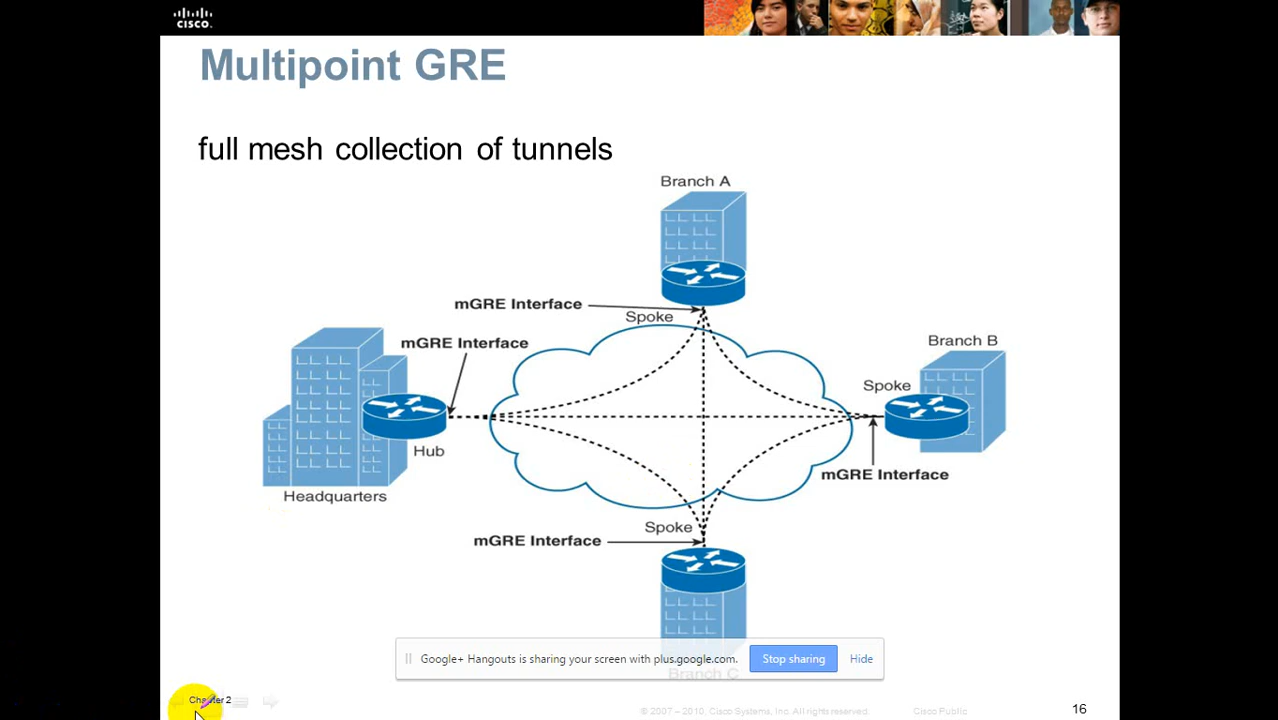 CISCO.
Multipoint GRE
full mesh collection of tunnels
Branch A
mGRE Interface
Spoke
mGRE Interface
Branch B
Spoke
Hub
mGRE Interface
Headquarters
Spoke
mGRE Interface
Google+ Hangouts is sharing your screen with plus.google.com.
Stop sharing
Hide
Branch C
Chapter 2
© 2007 – 2010, Cisco Systems, Inc. All rights reserved.
Cisco Public
16